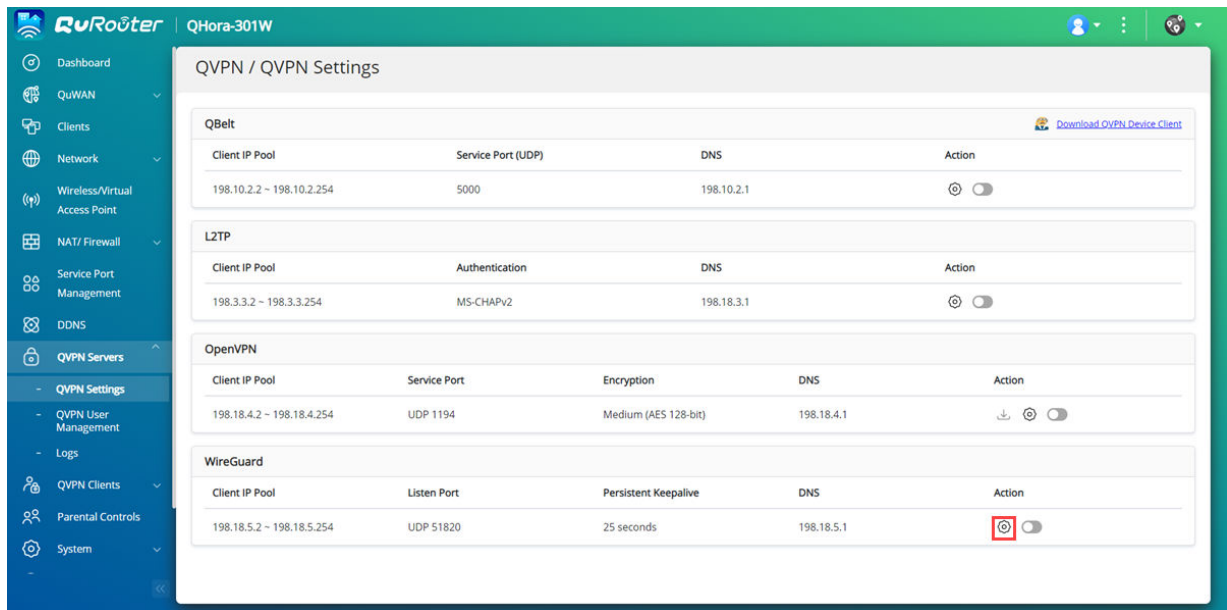 QuRoûter QHora-301W
Dashboard
QuWAN
Clients
Network
Wireless/Virtual
Access Point
NAT/ Firewall
Service Port
Management
DDNS
QVPN Servers
- QVPN Settings
- QVPN User
Management
- Logs
QVPN Clients
Parental Controls
System
QVPN / QVPN Settings
QBelt Download QVPN Device Client
Client IP Pool Service Port (UDP) DNS Action
198.10.2.2 ~ 198.10.2.254 5000 198.10.2.1
L2TP
Client IP Pool Authentication DNS Action
198.3.3.2 ~ 198.3.3.254 MS-CHAPv2 198.18.3.1
OpenVPN
Client IP Pool Service Port Encryption DNS Action
198.18.4.2 ~ 198.18.4.254 UDP 1194 Medium (AES 128-bit) 198.18.4.1
WireGuard
Client IP Pool Listen Port Persistent Keepalive DNS Action
198.18.5.2 ~ 198.18.5.254 UDP 51820 25 seconds 198.18.5.1